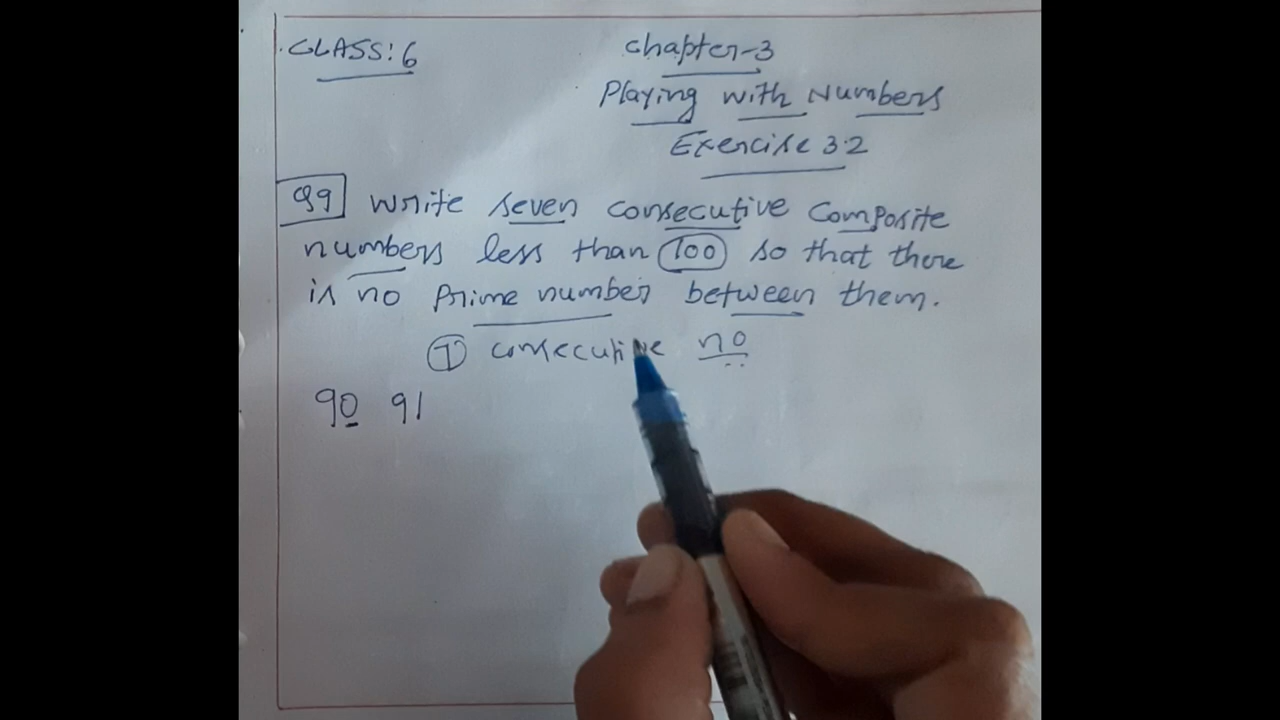 CLASS: 6
Chapter-3
Playing with Numbers
Exercise 3.2
Q9 Write seven consecutive composite
numbers less than 100 so that there
is no prime number between them.
7 consecutive no
90 91